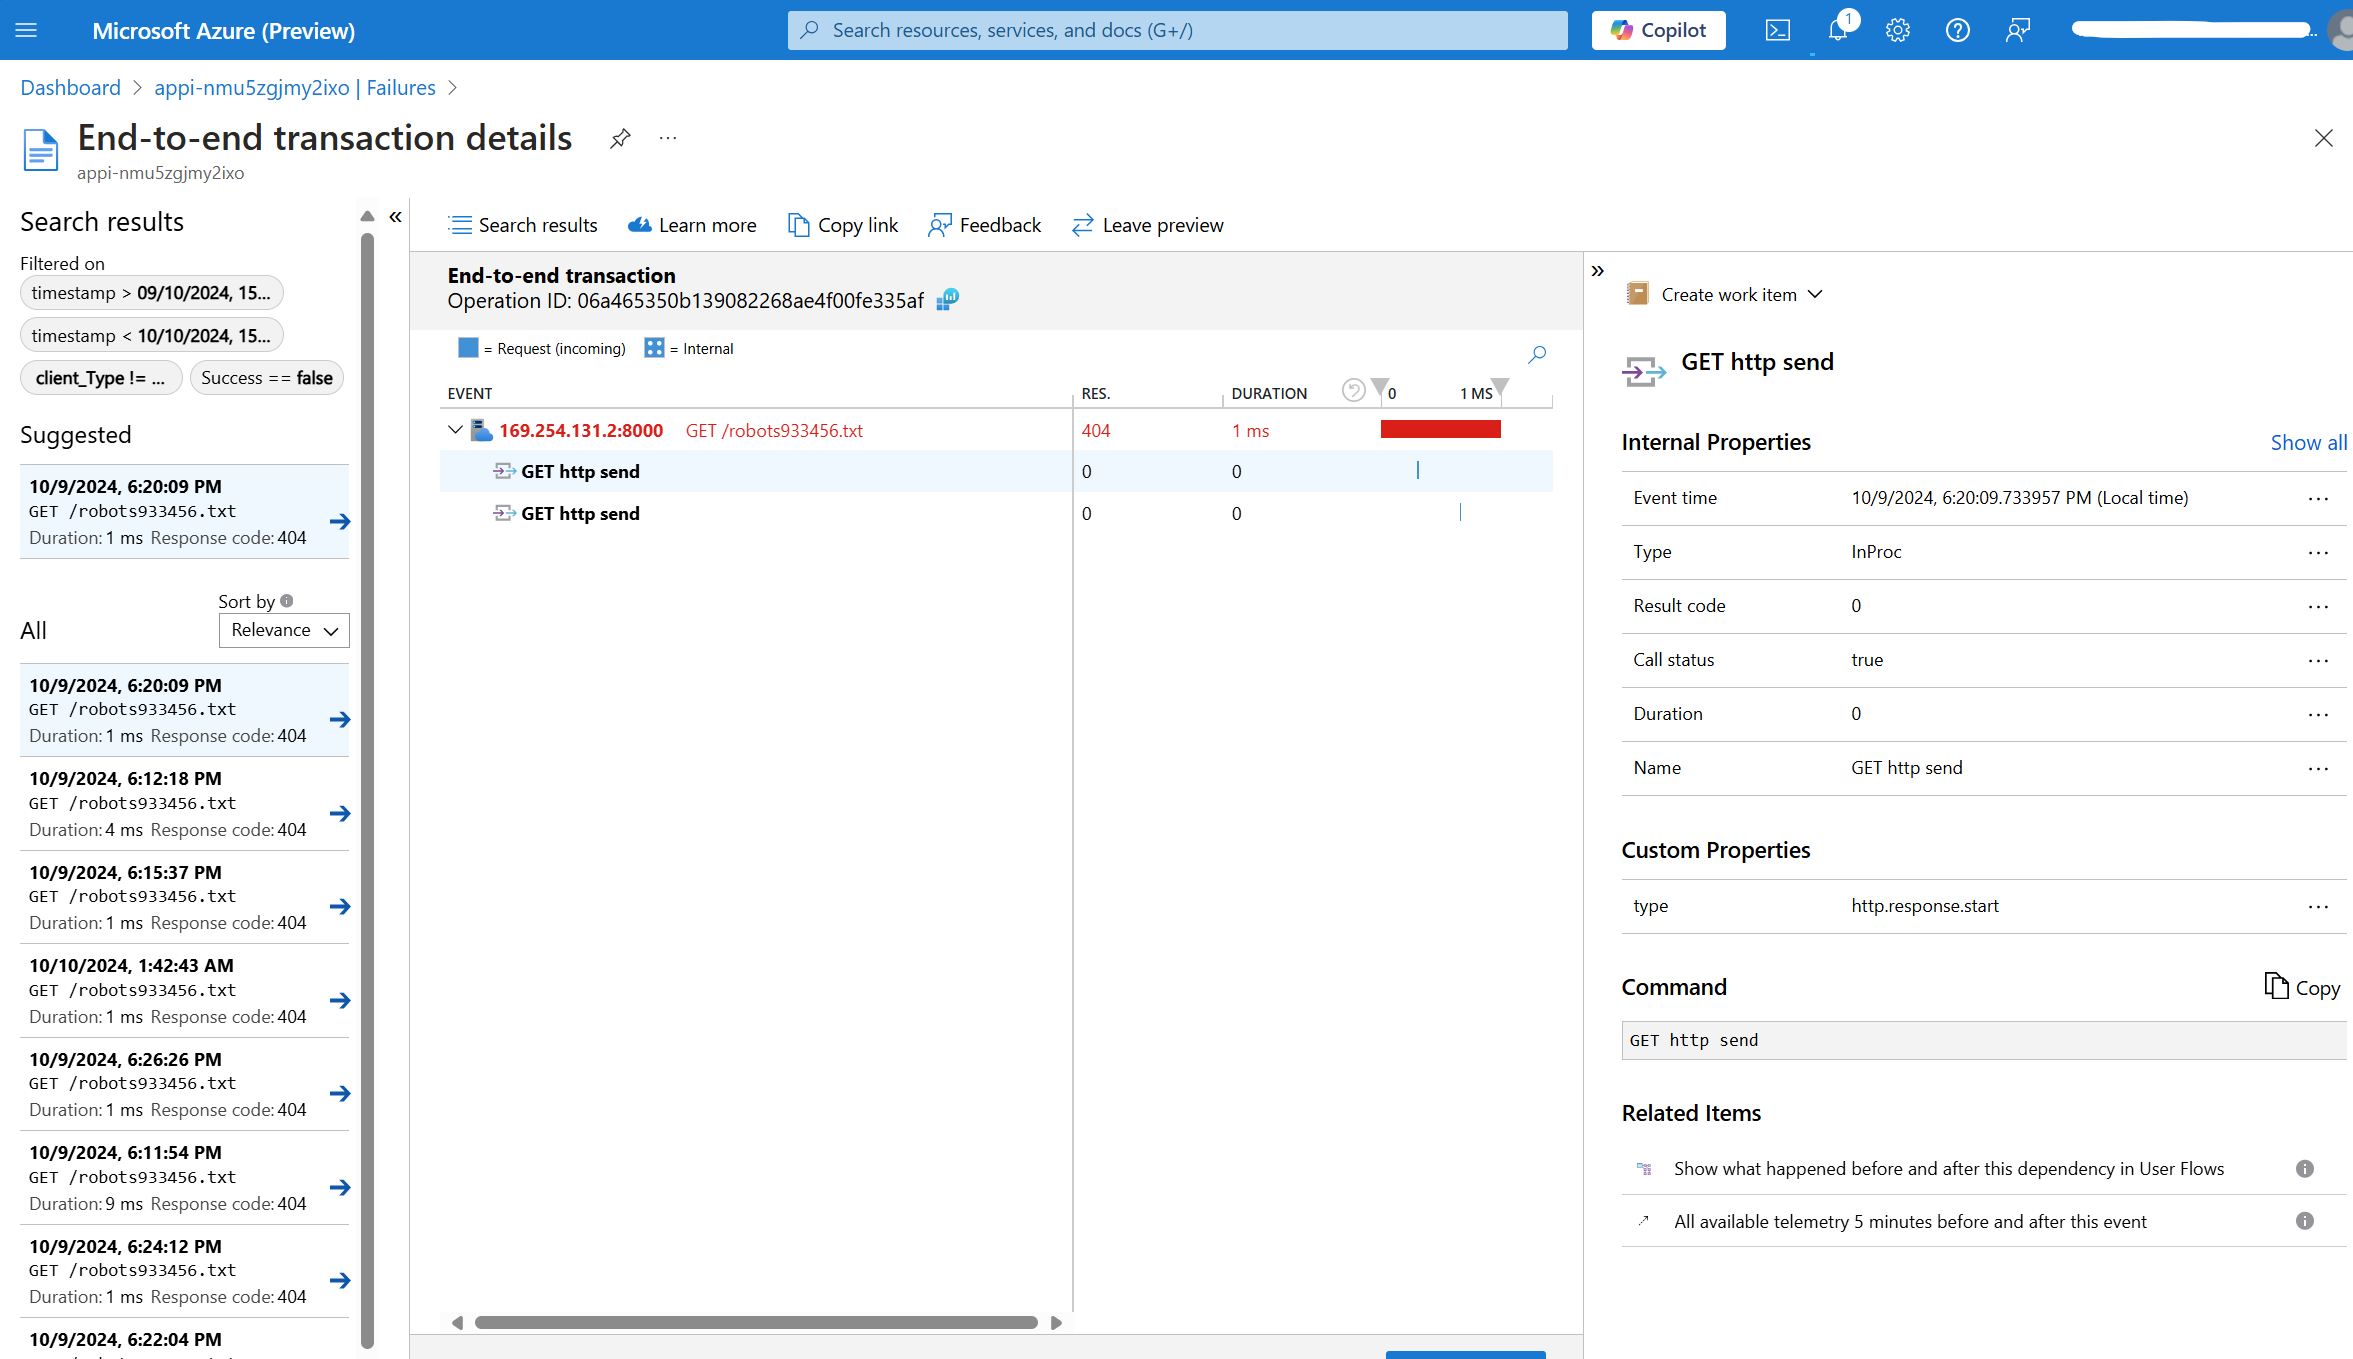 Microsoft Azure (Preview)
Search resources, services, and docs (G+/)
Copilot
1
...
Dashboard > appi-nmu5zgjmy2ixo | Failures >
End-to-end transaction details
...
appi-nmu5zgjmy2ixo
Search results
Filtered on
timestamp > 09/10/2024, 15...
timestamp < 10/10/2024, 15...
client_Type != ...
Success == false
Suggested
10/9/2024, 6:20:09 PM
GET /robots933456.txt
Duration: 1 ms Response code: 404
Sort by
All
Relevance
10/9/2024, 6:20:09 PM
GET /robots933456.txt
Duration: 1 ms Response code: 404
10/9/2024, 6:12:18 PM
GET /robots933456.txt
Duration: 4 ms Response code: 404
10/9/2024, 6:15:37 PM
GET /robots933456.txt
Duration: 1 ms Response code: 404
10/10/2024, 1:42:43 AM
GET /robots933456.txt
Duration: 1 ms Response code: 404
10/9/2024, 6:26:26 PM
GET /robots933456.txt
Duration: 1 ms Response code: 404
10/9/2024, 6:11:54 PM
GET /robots933456.txt
Duration: 9 ms Response code: 404
10/9/2024, 6:24:12 PM
GET /robots933456.txt
Duration: 1 ms Response code: 404
10/9/2024, 6:22:04 PM
Search results
Learn more
Copy link
Feedback
Leave preview
End-to-end transaction
Operation ID: 06a465350b139082268ae4f00fe335af
= Request (incoming)
= Internal
EVENT RES. DURATION 0 1 MS
169.254.131.2:8000 GET /robots933456.txt 404 1 ms
GET http send 0 0
GET http send 0 0
Create work item
GET http send
Internal Properties Show all
Event time 10/9/2024, 6:20:09.733957 PM (Local time) ...
Type InProc ...
Result code 0 ...
Call status true ...
Duration 0 ...
Name GET http send ...
Custom Properties
type http.response.start ...
Command Copy
GET http send
Related Items
Show what happened before and after this dependency in User Flows
All available telemetry 5 minutes before and after this event